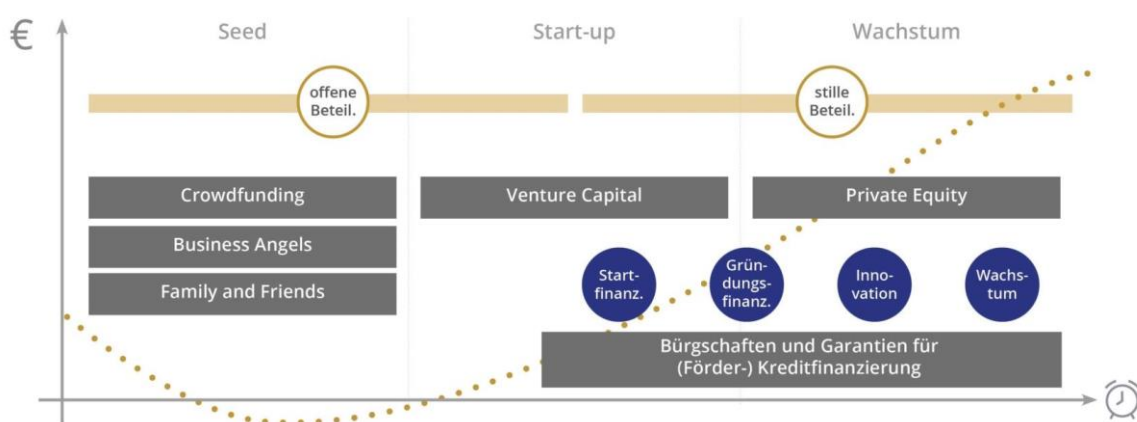 €
Seed
Start-up
Wachstum
offene
Beteil.
stille
Beteil.
Crowdfunding
Venture Capital
Private Equity
Business Angels
Family and Friends
Start-
finanz.
Grün-
dungs-
finanz.
Inno-
vation
Wachs-
tum
Bürgschaften und Garantien für
(Förder-) Kreditfinanzierung